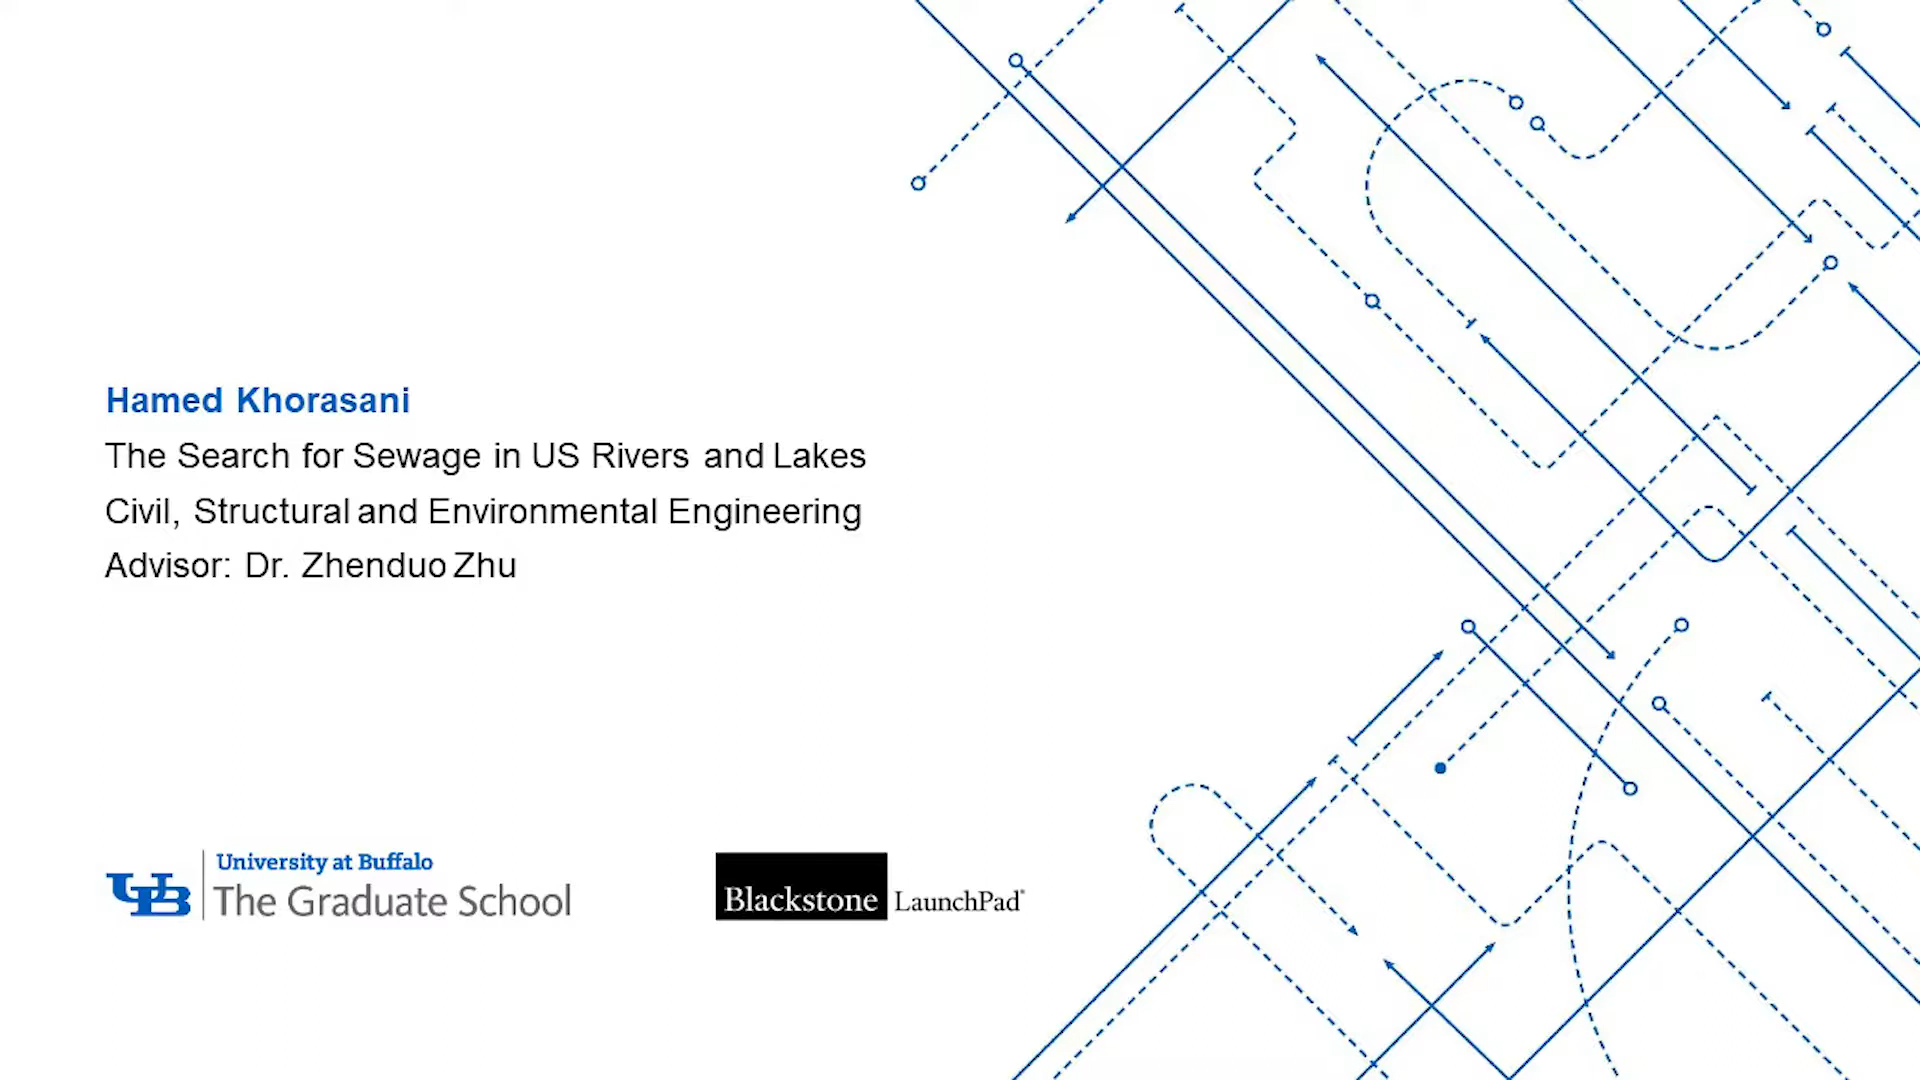 Hamed Khorasani
The Search for Sewage in US Rivers and Lakes
Civil, Structural and Environmental Engineering
Advisor: Dr. Zhenduo Zhu
UB
University at Buffalo
The Graduate School
Blackstone LaunchPad®